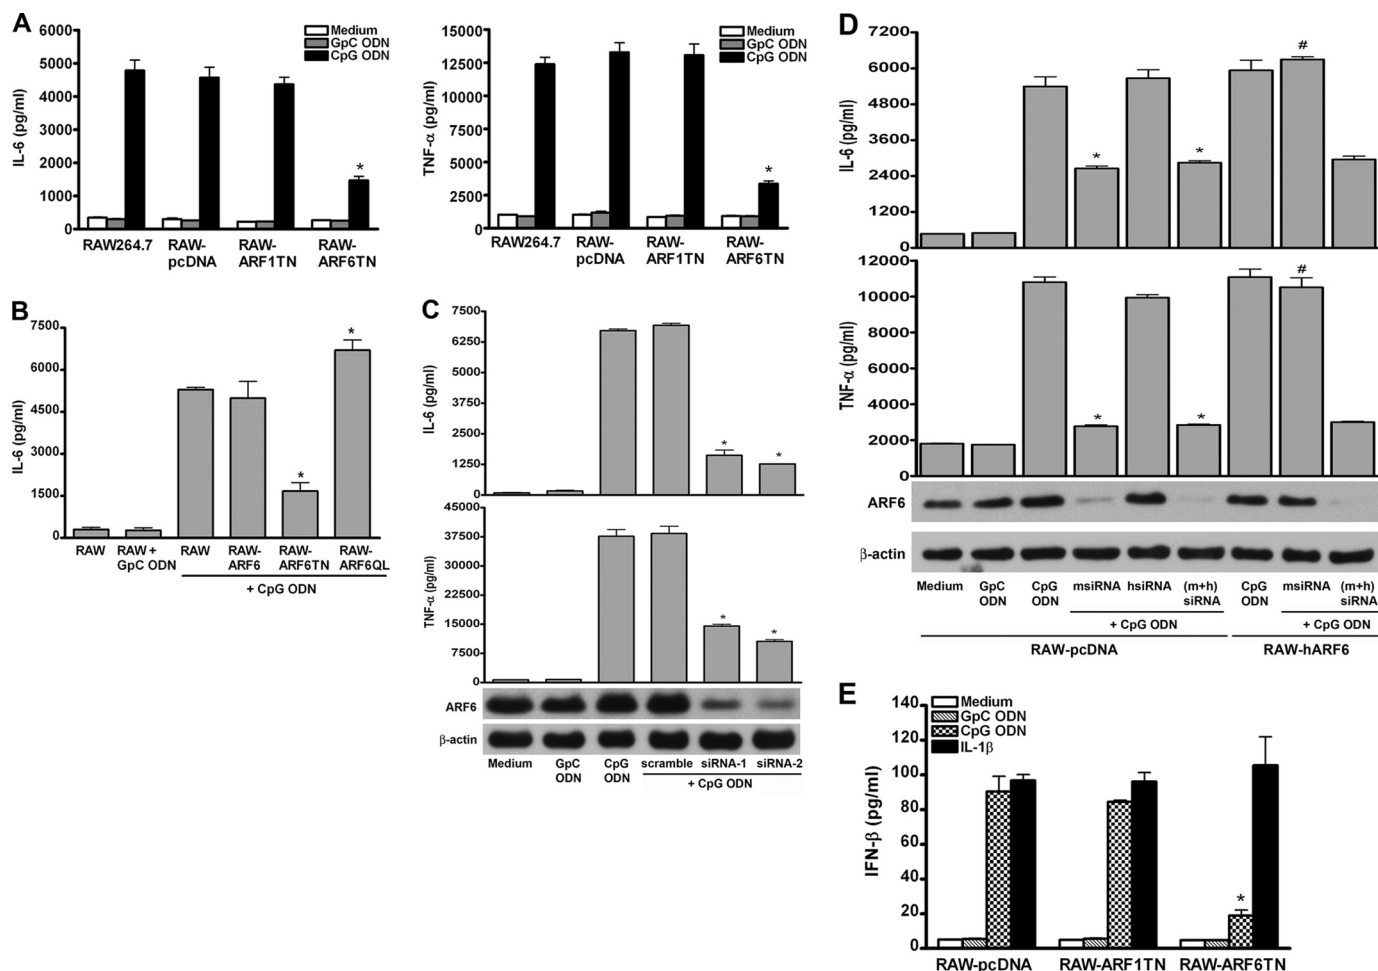 A
6000
5000
4000
3000
2000
1000
0
IL-6 (pg/ml)
Medium
GpC ODN
CpG ODN
*
RAW264.7
RAW-
pcDNA
RAW-
ARF1TN
RAW-
ARF6TN
15000
12500
10000
7500
5000
2500
0
TNF-α (pg/ml)
Medium
GpC ODN
CpG ODN
*
RAW264.7
RAW-
pcDNA
RAW-
ARF1TN
RAW-
ARF6TN
B
7500
6000
4500
3000
1500
0
IL-6 (pg/ml)
*
*
RAW
RAW +
GpC ODN
RAW
RAW-
ARF6
RAW-
ARF6TN
RAW-
ARF6QL
+ CpG ODN
C
7500
6250
5000
3750
2500
1250
0
IL-6 (pg/ml)
*
*
45000
37500
30000
22500
15000
7500
0
TNF-α (pg/ml)
*
*
ARF6
β-actin
Medium
GpC
ODN
CpG
ODN
scramble
siRNA-1
siRNA-2
+ CpG ODN
D
7200
6000
4800
3600
2400
1200
0
IL-6 (pg/ml)
*
*
#
12000
10000
8000
6000
4000
2000
0
TNF-α (pg/ml)
*
*
#
ARF6
β-actin
Medium
GpC
ODN
CpG
ODN
msiRNA
hsiRNA
(m+h)
siRNA
CpG
ODN
msiRNA
(m+h)
siRNA
+ CpG ODN
+ CpG ODN
RAW-pcDNA
RAW-hARF6
E
140
120
100
80
60
40
20
0
IFN-β (pg/ml)
Medium
GpC ODN
CpG ODN
IL-1β
*
RAW-pcDNA
RAW-ARF1TN
RAW-ARF6TN